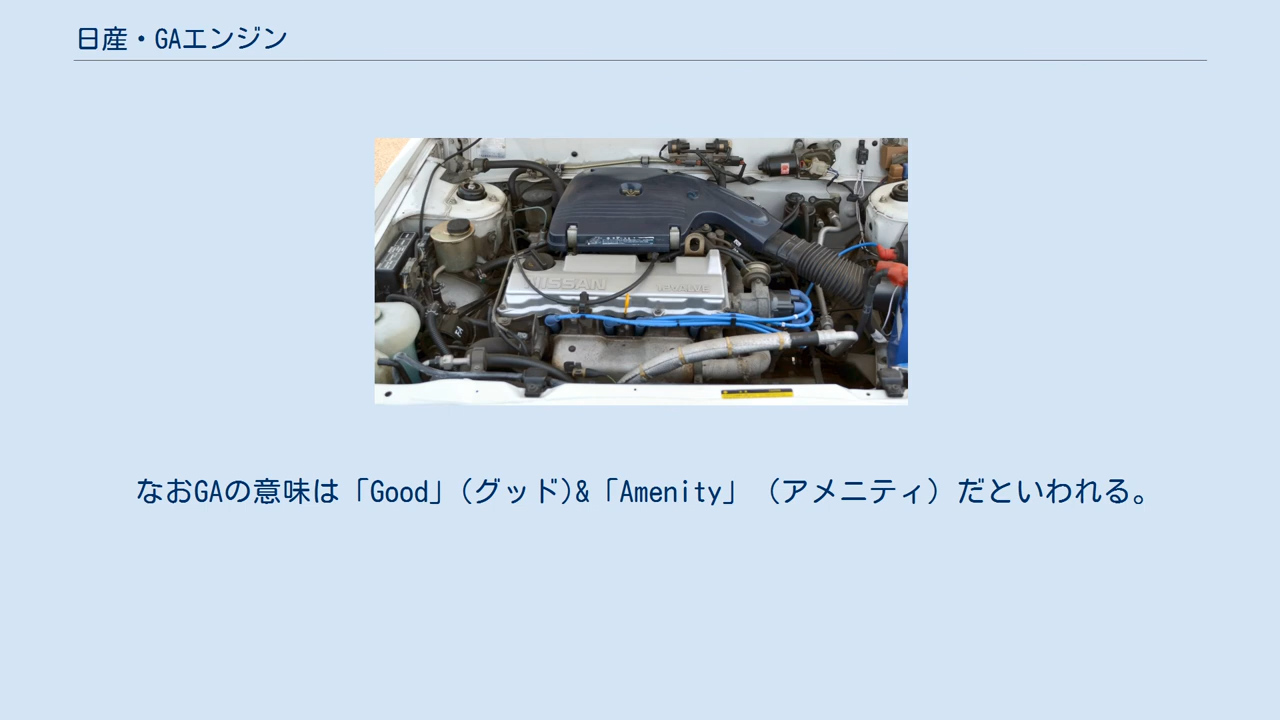 日産・GAエンジン
NISSAN
なおGAの意味は「Good」(グッド)&「Amenity」（アメニティ）だといわれる。